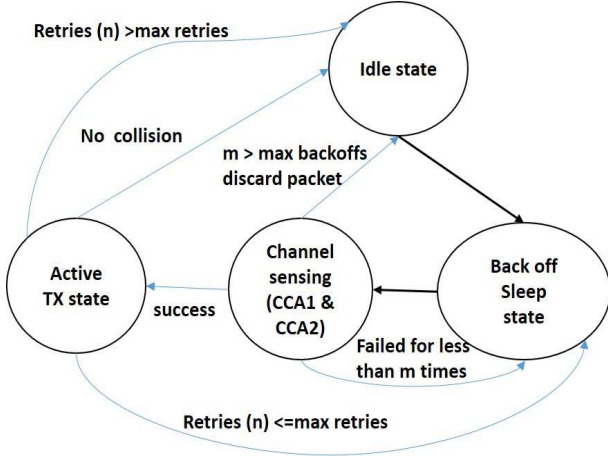 Retries (n) >max retries
Idle state
No  collision
m > max backoffs
discard packet
Active
TX state
success
Channel
sensing
(CCA1 &
CCA2)
Back off
Sleep
state
Failed for less
than m times
Retries (n) <=max retries